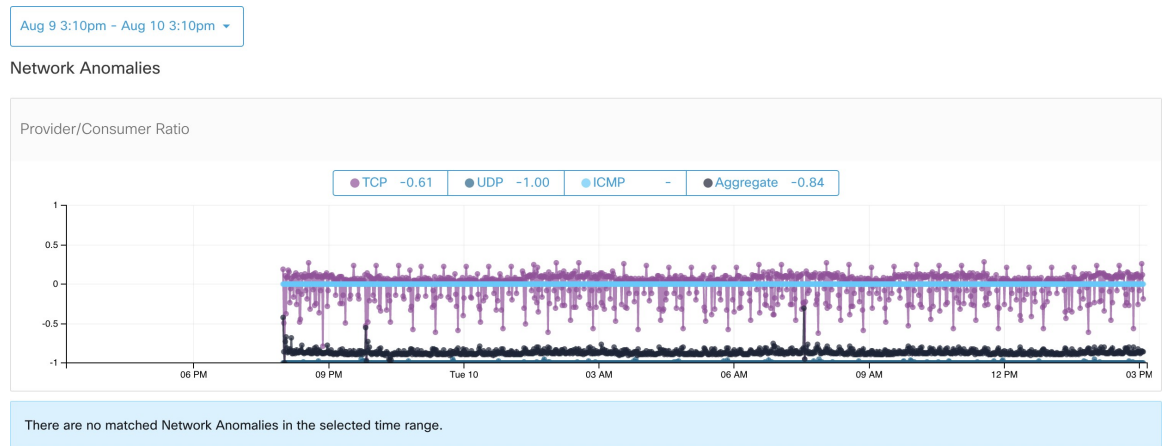 Aug 9 3:10pm - Aug 10 3:10pm
Network Anomalies
Provider/Consumer Ratio
TCP -0.61 UDP -1.00 ICMP - Aggregate -0.84
1
0.5
0
-0.5
-1
06 PM 09 PM Tue 10 03 AM 06 AM 09 AM 12 PM 03 PM
There are no matched Network Anomalies in the selected time range.